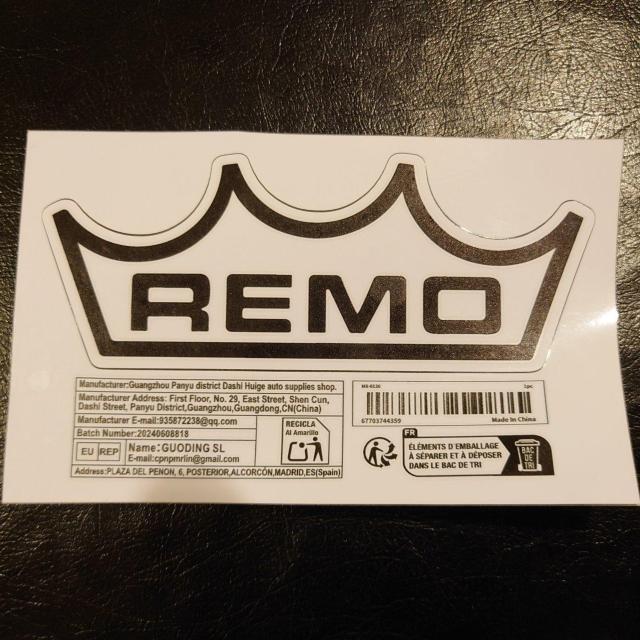 REMO
Manufacturer:Guangzhou Panyu district Dashi Huige auto supplies shop.
Manufacturer Address: First Floor, No. 29, East Street, Shen Cun,
Dashi Street, Panyu District,Guangzhou,Guangdong,CN(China)
Manufacturer E-mail:935872238@qq.com
Batch Number:20240608818
EU REP
Name:GUODING SL
E-mail:cpnpmrlin@gmail.com
Address:PLAZA DEL PENON, 6, POSTERIOR,ALCORCÓN,MADRID,ES(Spain)
RECICLA
Al Amarillo
1pc
67703744359
Made In China
FR
ÉLÉMENTS D'EMBALLAGE
À SÉPARER ET À DÉPOSER
DANS LE BAC DE TRI
BAC
DE
TRI